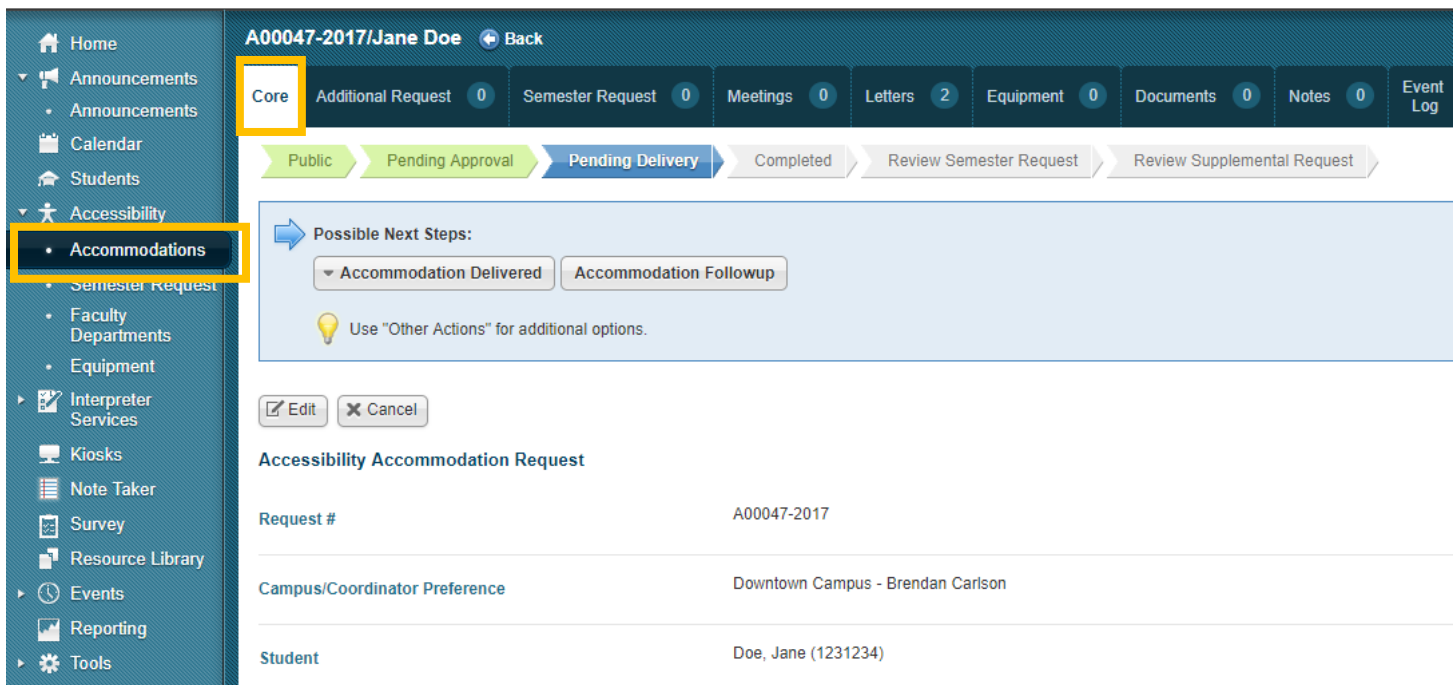 Home
Announcements
Announcements
Calendar
Students
Accessibility
Accommodations
Semester Request
Faculty
Departments
Equipment
Interpreter
Services
Kiosks
Note Taker
Survey
Resource Library
Events
Reporting
Tools
A00047-2017/Jane Doe Back
Core Additional Request 0 Semester Request 0 Meetings 0 Letters 2 Equipment 0 Documents 0 Notes 0 Event
Log
Public Pending Approval Pending Delivery Completed Review Semester Request Review Supplemental Request
Possible Next Steps:
Accommodation Delivered Accommodation Followup
Use "Other Actions" for additional options.
Edit Cancel
Accessibility Accommodation Request
Request # A00047-2017
Campus/Coordinator Preference Downtown Campus - Brendan Carlson
Student Doe, Jane (1231234)